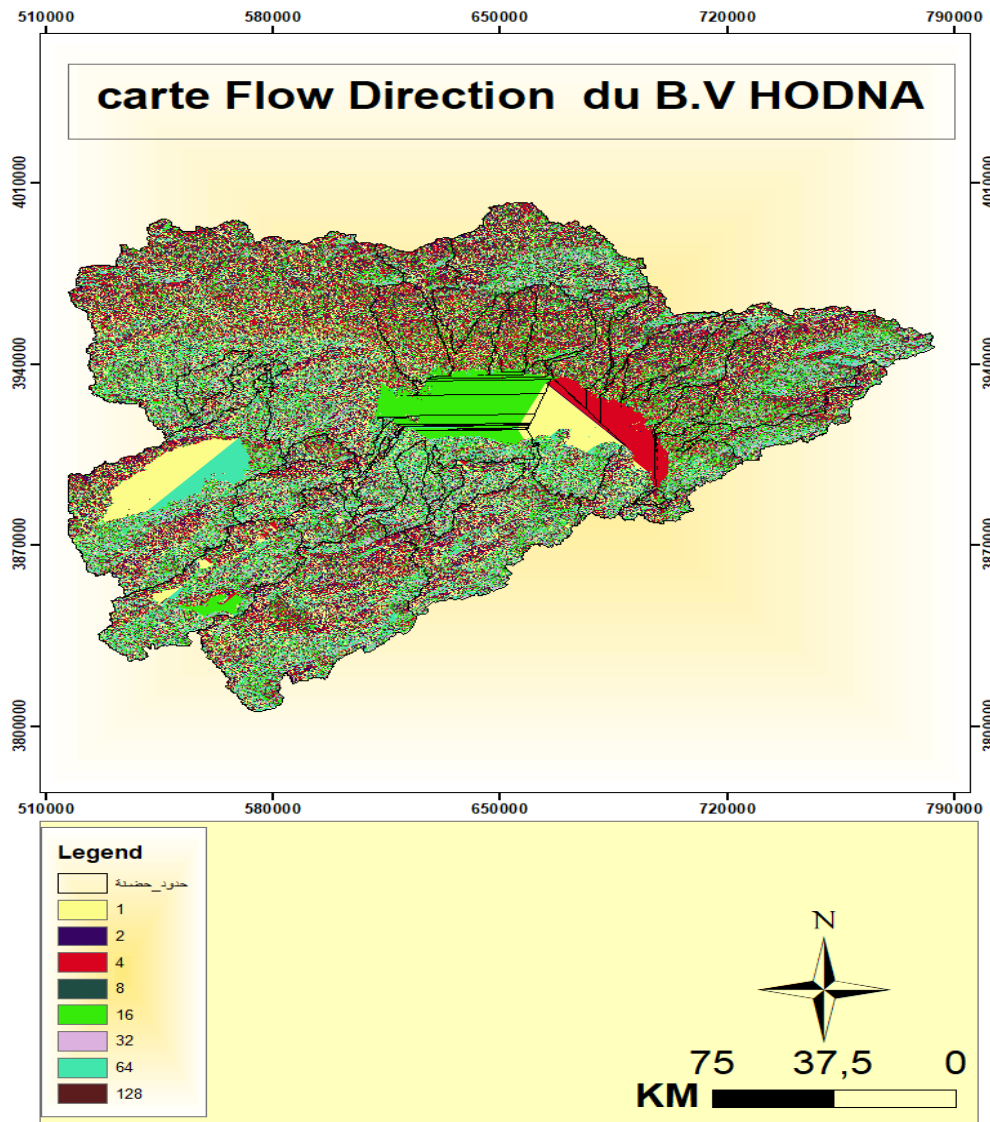 510000 580000 650000 720000 790000
carte Flow Direction du B.V HODNA
4010000 4010000
3940000 3940000
3870000 3870000
3800000 3800000
510000 580000 650000 720000 790000
Legend
حدود_حضنة
1
2
4
8
16
32
64
128
N
75 37,5 0
KM